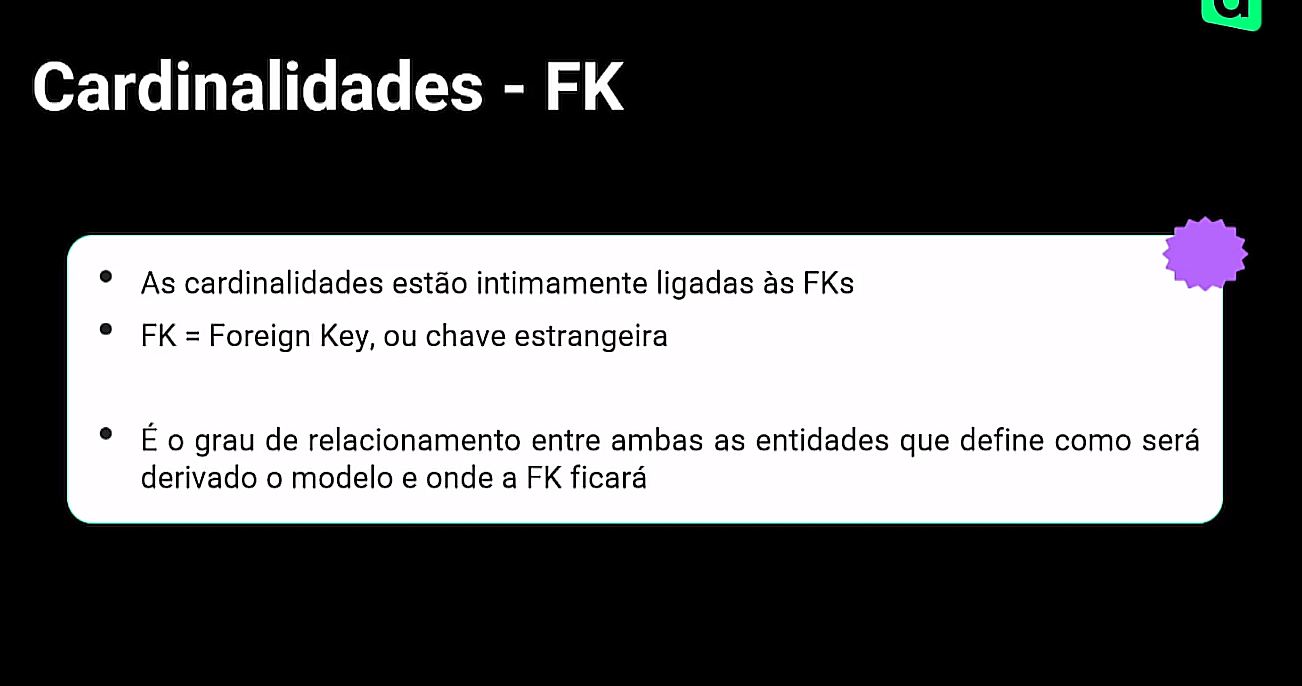 Cardinalidades - FK
As cardinalidades estão intimamente ligadas às FKs
FK = Foreign Key, ou chave estrangeira
É o grau de relacionamento entre ambas as entidades que define como será
derivado o modelo e onde a FK ficará